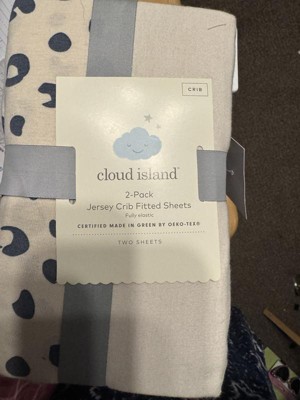 CRIB
cloud island
2-Pack
Jersey Crib Fitted Sheets
Fully elastic
CERTIFIED MADE IN GREEN BY OEKO-TEX®
TWO SHEETS